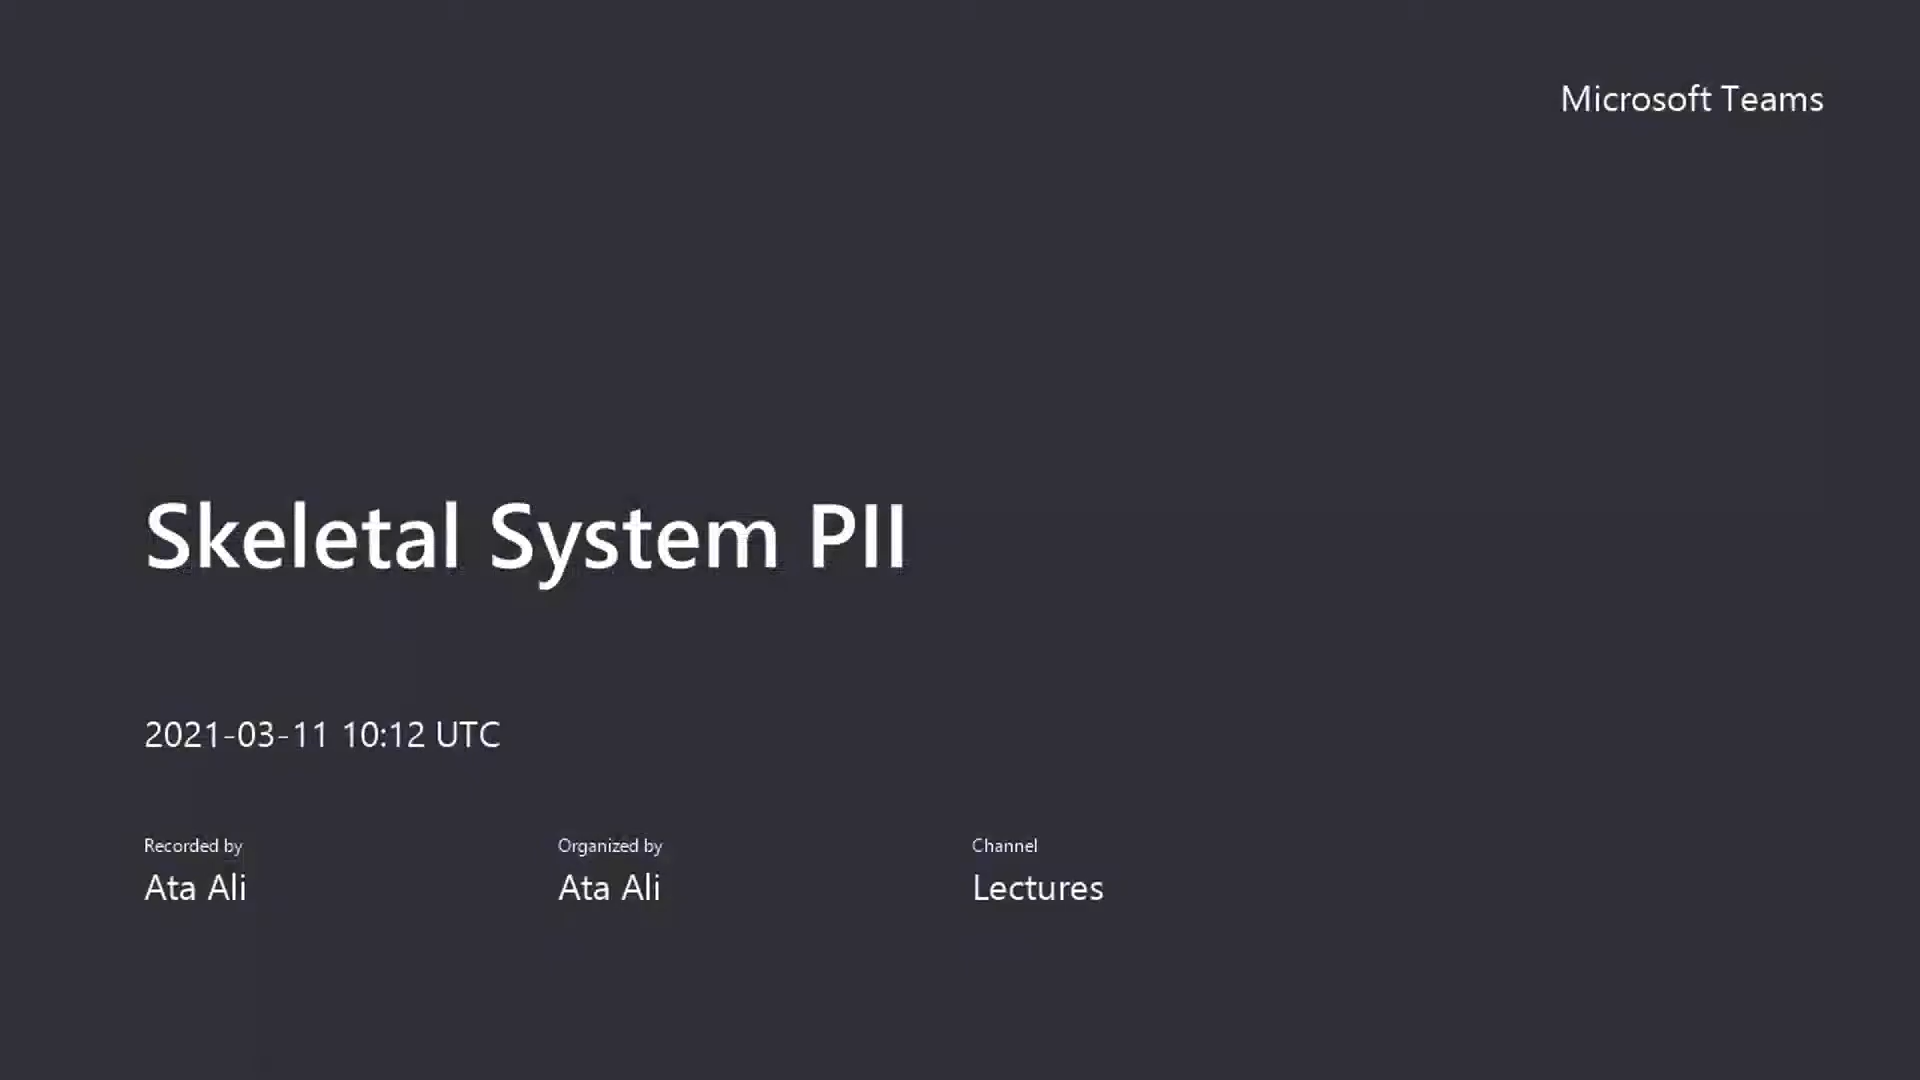 Microsoft Teams
Skeletal System PII
2021-03-11 10:12 UTC
Recorded by
Ata Ali
Organized by
Ata Ali
Channel
Lectures